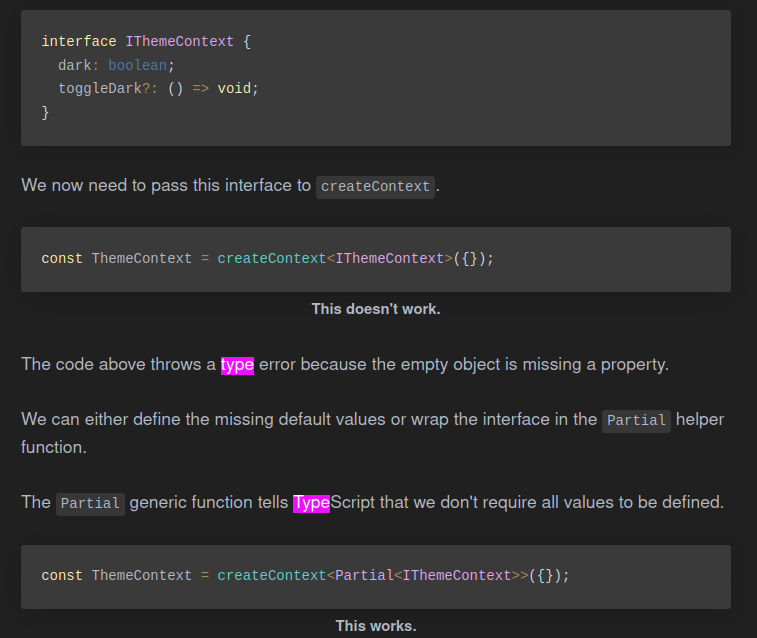 interface IThemeContext {
dark: boolean;
toggleDark?: () => void;
}
We now need to pass this interface to createContext.
const ThemeContext = createContext<IThemeContext>({});
This doesn't work.
The code above throws a type error because the empty object is missing a property.
We can either define the missing default values or wrap the interface in the Partial helper
function.
The Partial generic function tells TypeScript that we don't require all values to be defined.
const ThemeContext = createContext<Partial<IThemeContext>>({});
This works.